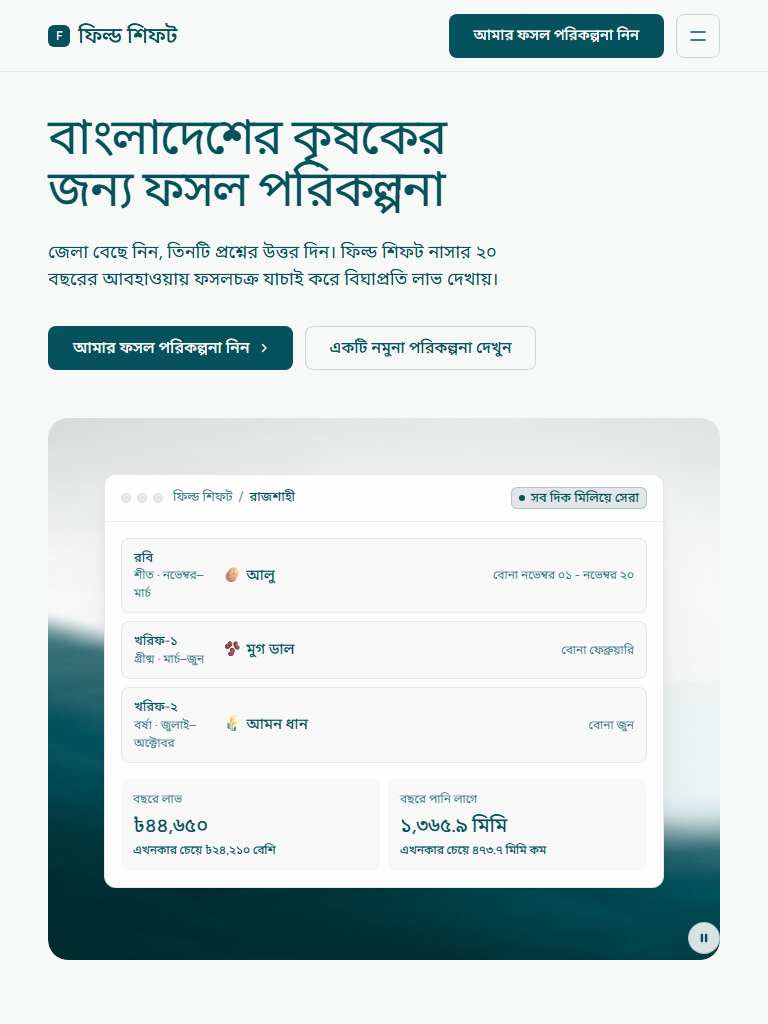 F ফিল্ড শিফট
আমার ফসল পরিকল্পনা নিন
বাংলাদেশের কৃষকের
জন্য ফসল পরিকল্পনা
জেলা বেছে নিন, তিনটি প্রশ্নের উত্তর দিন। ফিল্ড শিফট নাসার ২০
বছরের আবহাওয়ায় ফসলচক্র যাচাই করে বিঘাপ্রতি লাভ দেখায়।
আমার ফসল পরিকল্পনা নিন
একটি নমুনা পরিকল্পনা দেখুন
ফিল্ড শিফট / রাজশাহী
সব দিক মিলিয়ে সেরা
রবি
শীত · নভেম্বর–
মার্চ
আলু
বোনা নভেম্বর ০১ - নভেম্বর ২০
খরিফ-১
গ্রীষ্ম · মার্চ–জুন
মুগ ডাল
বোনা ফেব্রুয়ারি
খরিফ-২
বর্ষা · জুলাই–
অক্টোবর
আমন ধান
বোনা জুন
বছরে লাভ
৳৪৪,৬৫০
এখনকার চেয়ে ৳২৪,২১০ বেশি
বছরে পানি লাগে
১,৩৬৫.৯ মিমি
এখনকার চেয়ে ৪৭৩.৭ মিমি কম